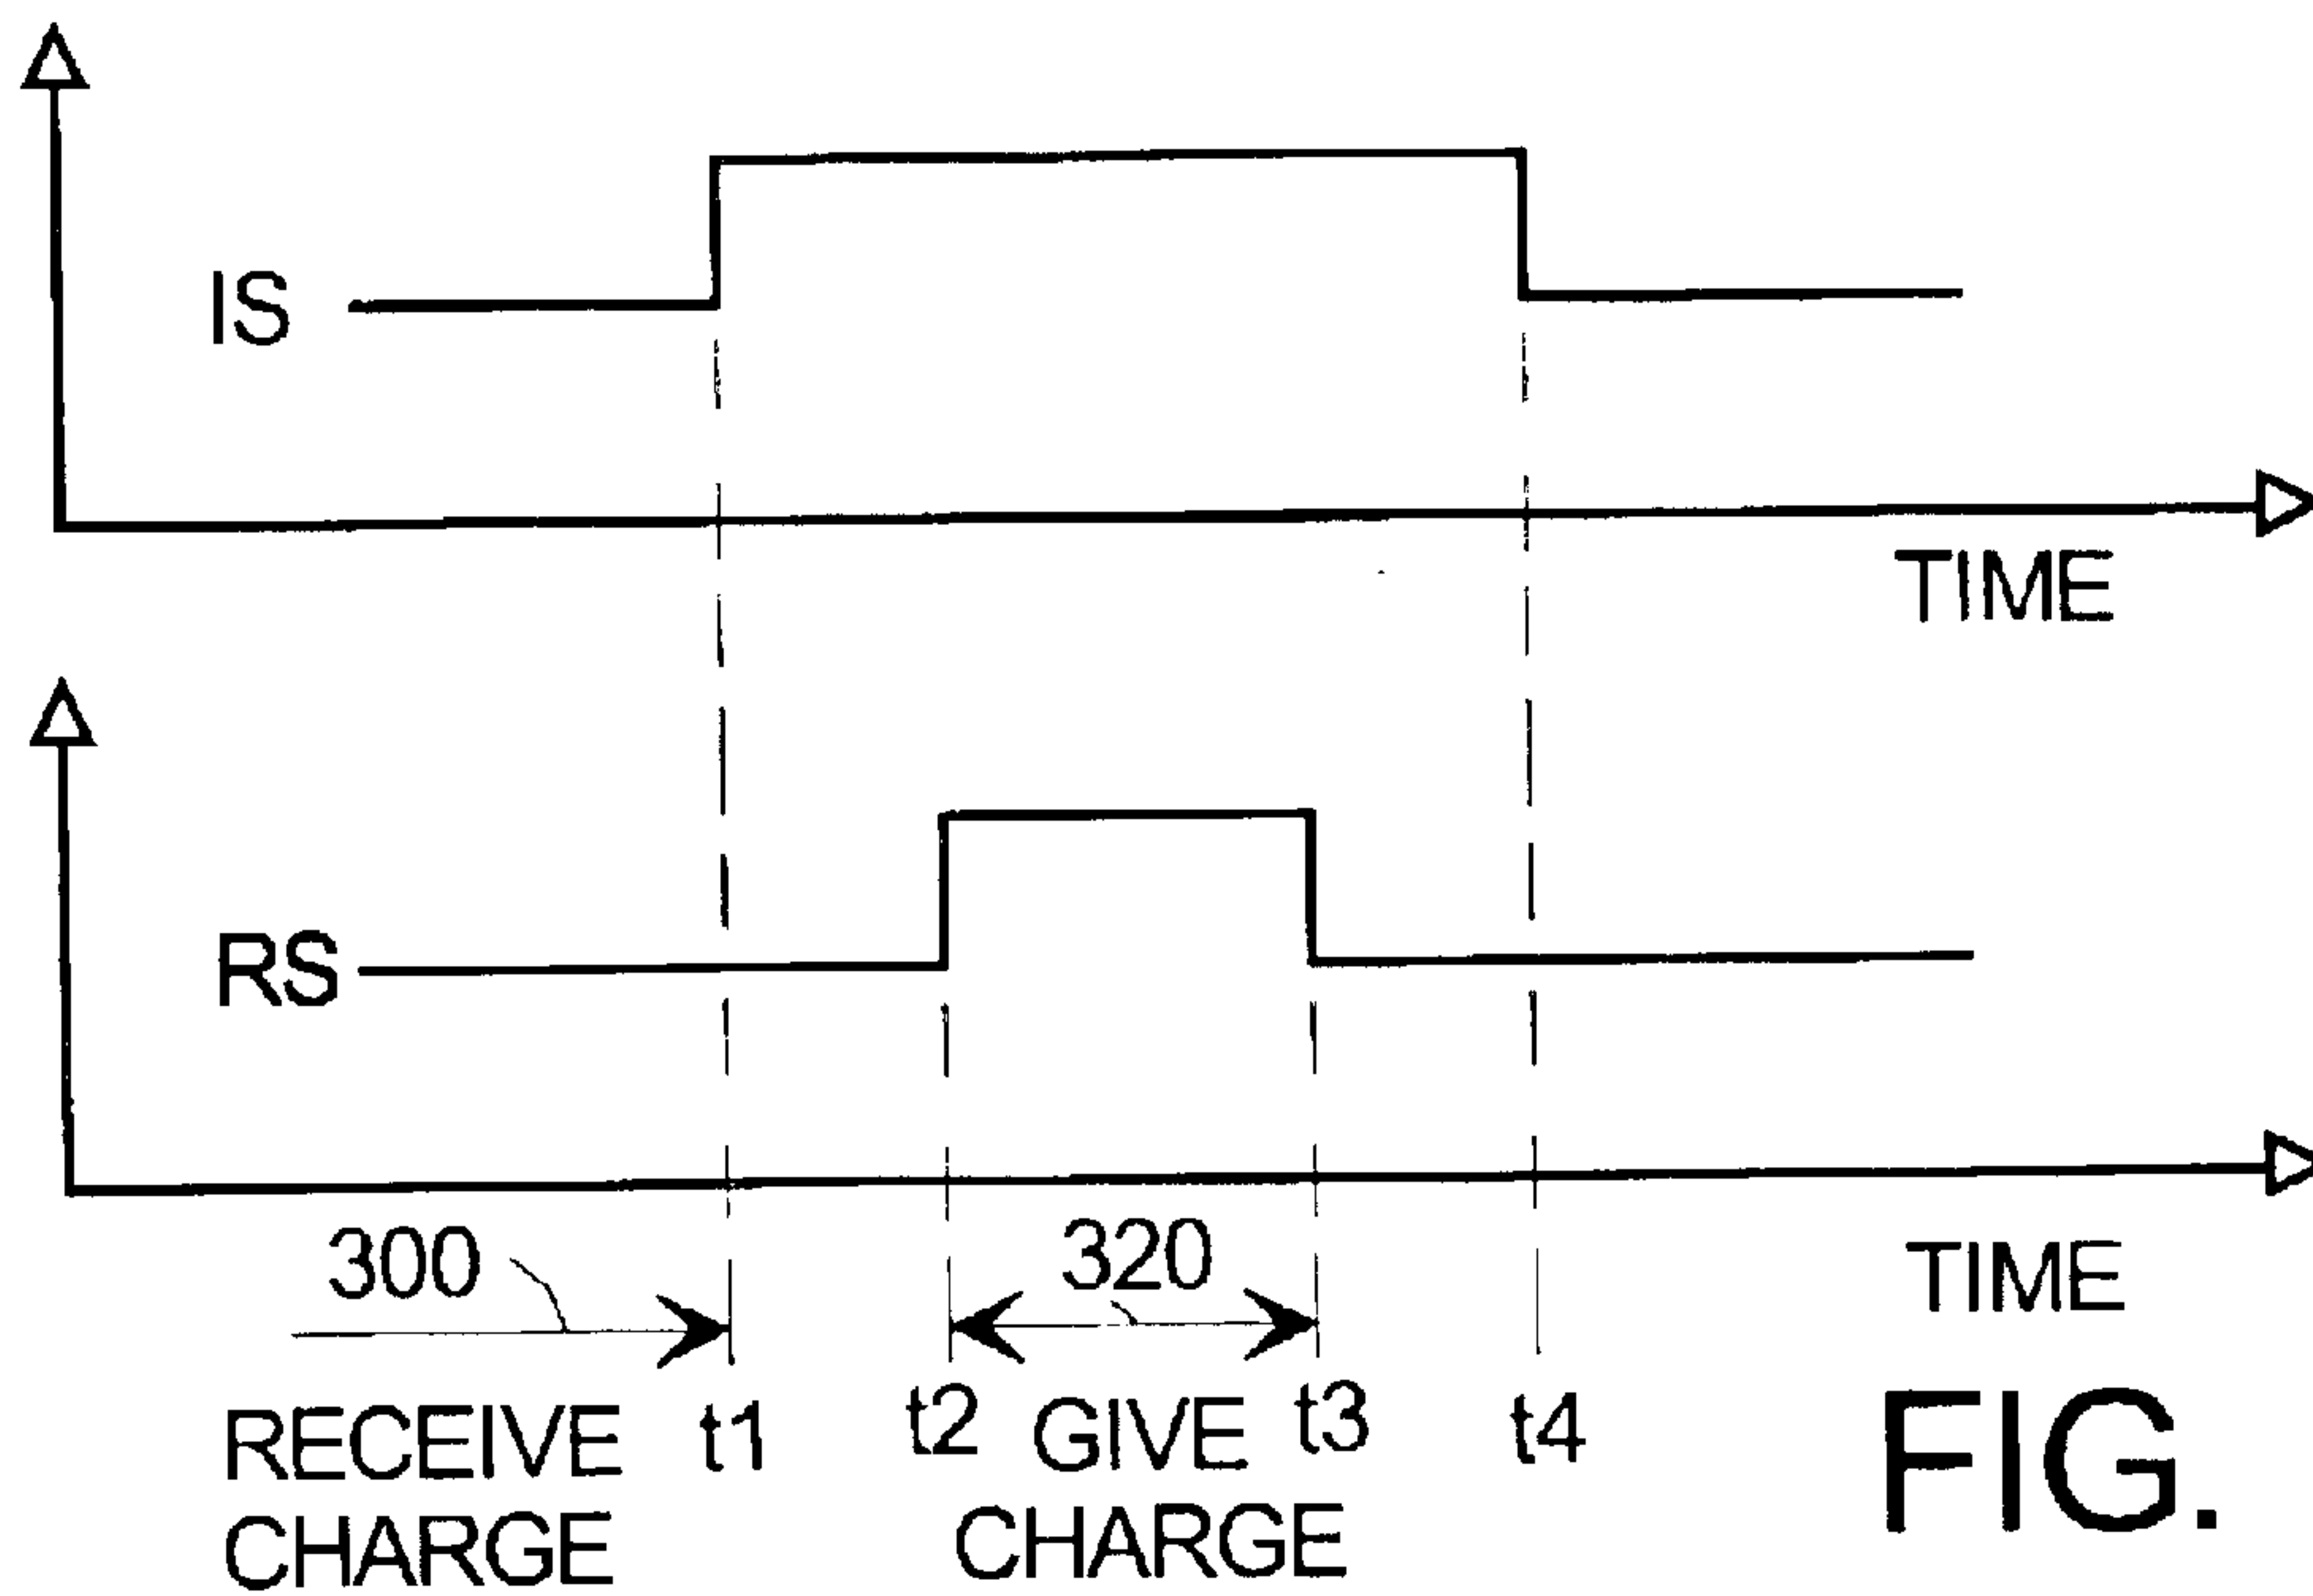 IS
TIME
RS
300
320
TIME
RECEIVE
CHARGE
t1
t2
GIVE
CHARGE
t3
t4
FIG.